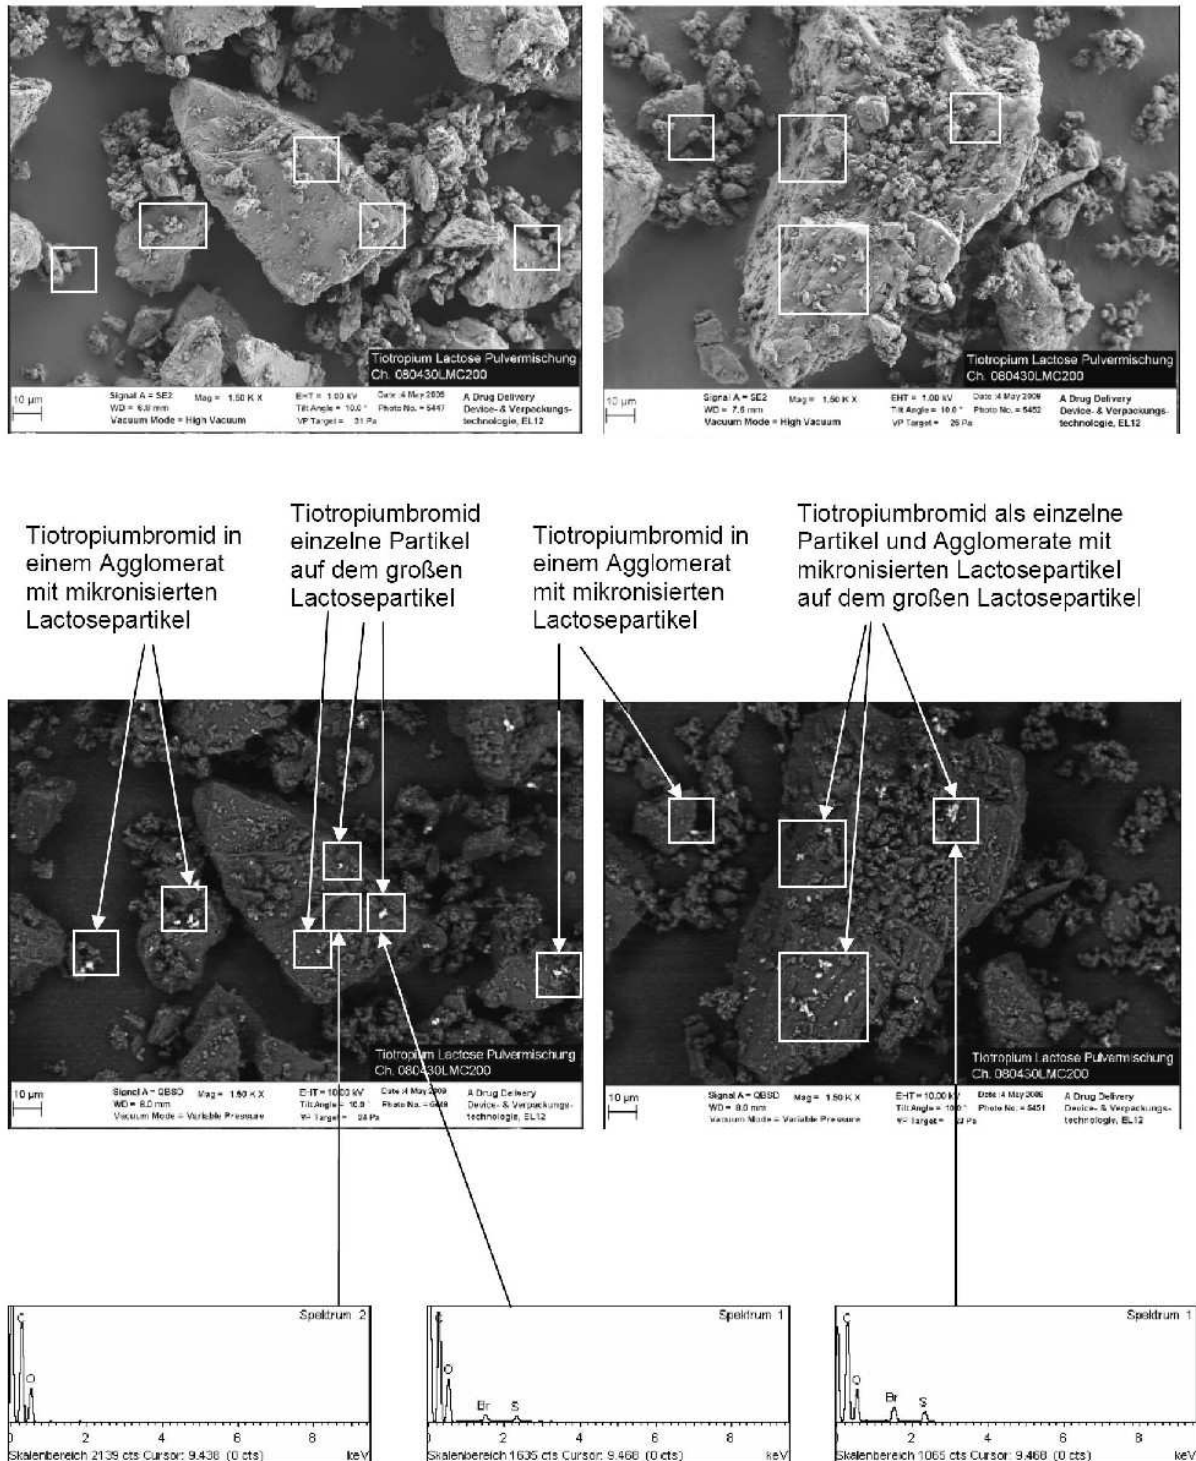 Tiotropium Lactose Pulvermischung
Ch. 080430LMC200
10 µm
Signal A = SE2 Mag = 1.50 K X
WD = 6.8 mm
Vacuum Mode = High Vacuum
EHT = 1.00 kV
Tilt Angle = 10.0 °
VP Target = 31 Pa
Date :4 May 2009
Photo No. = 5447
A Drug Delivery
Device- & Verpackungs-
technologie, EL12
Tiotropium Lactose Pulvermischung
Ch. 080430LMC200
10 µm
Signal A = SE2 Mag = 1.50 K X
WD = 7.6 mm
Vacuum Mode = High Vacuum
EHT = 1.00 kV
Tilt Angle = 10.0 °
VP Target = 26 Pa
Date :4 May 2009
Photo No. = 5452
A Drug Delivery
Device- & Verpackungs-
technologie, EL12
Tiotropiumbromid in
einem Agglomerat
mit mikronisierten
Lactosepartikel
Tiotropiumbromid
einzelne Partikel
auf dem großen
Lactosepartikel
Tiotropiumbromid in
einem Agglomerat
mit mikronisierten
Lactosepartikel
Tiotropiumbromid als einzelne
Partikel und Agglomerate mit
mikronisierten Lactosepartikel
auf dem großen Lactosepartikel
Tiotropium Lactose Pulvermischung
Ch. 080430LMC200
10 µm
Signal A = QBSD Mag = 1.50 K X
WD = 8.0 mm
Vacuum Mode = Variable Pressure
EHT = 10.00 kV
Tilt Angle = 10.0 °
VP Target = 24 Pa
Date :4 May 2009
Photo No. =
A Drug Delivery
Device- & Verpackungs-
technologie, EL12
Tiotropium Lactose Pulvermischung
Ch. 080430LMC200
10 µm
Signal A = QBSD Mag = 1.50 K X
WD = 8.0 mm
Vacuum Mode = Variable Pressure
EHT = 10.00 kV
Tilt Angle = 10.0 °
VP Target = Pa
Date :4 May 2009
Photo No. = 5451
A Drug Delivery
Device- & Verpackungs-
technologie, EL12
Spektrum 2
C
O
0 2 4 6 8
Skalenbereich 2139 cts Cursor: 9.438 (0 cts) keV
Spektrum 1
C
O
Br S
0 2 4 6 8
Skalenbereich 1635 cts Cursor: 9.468 (0 cts) keV
Spektrum 1
C
O
Br S
0 2 4 6 8
Skalenbereich 1065 cts Cursor: 9.468 (0 cts) keV